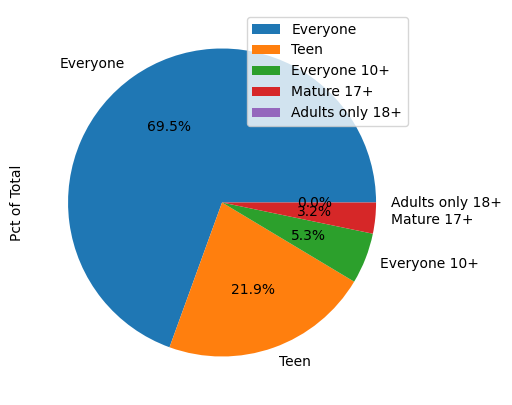 Everyone
Teen
Everyone 10+
Mature 17+
Adults only 18+
Everyone
69.5%
Pct of Total
0.0%
Adults only 18+
3.2%
Mature 17+
5.3%
Everyone 10+
21.9%
Teen